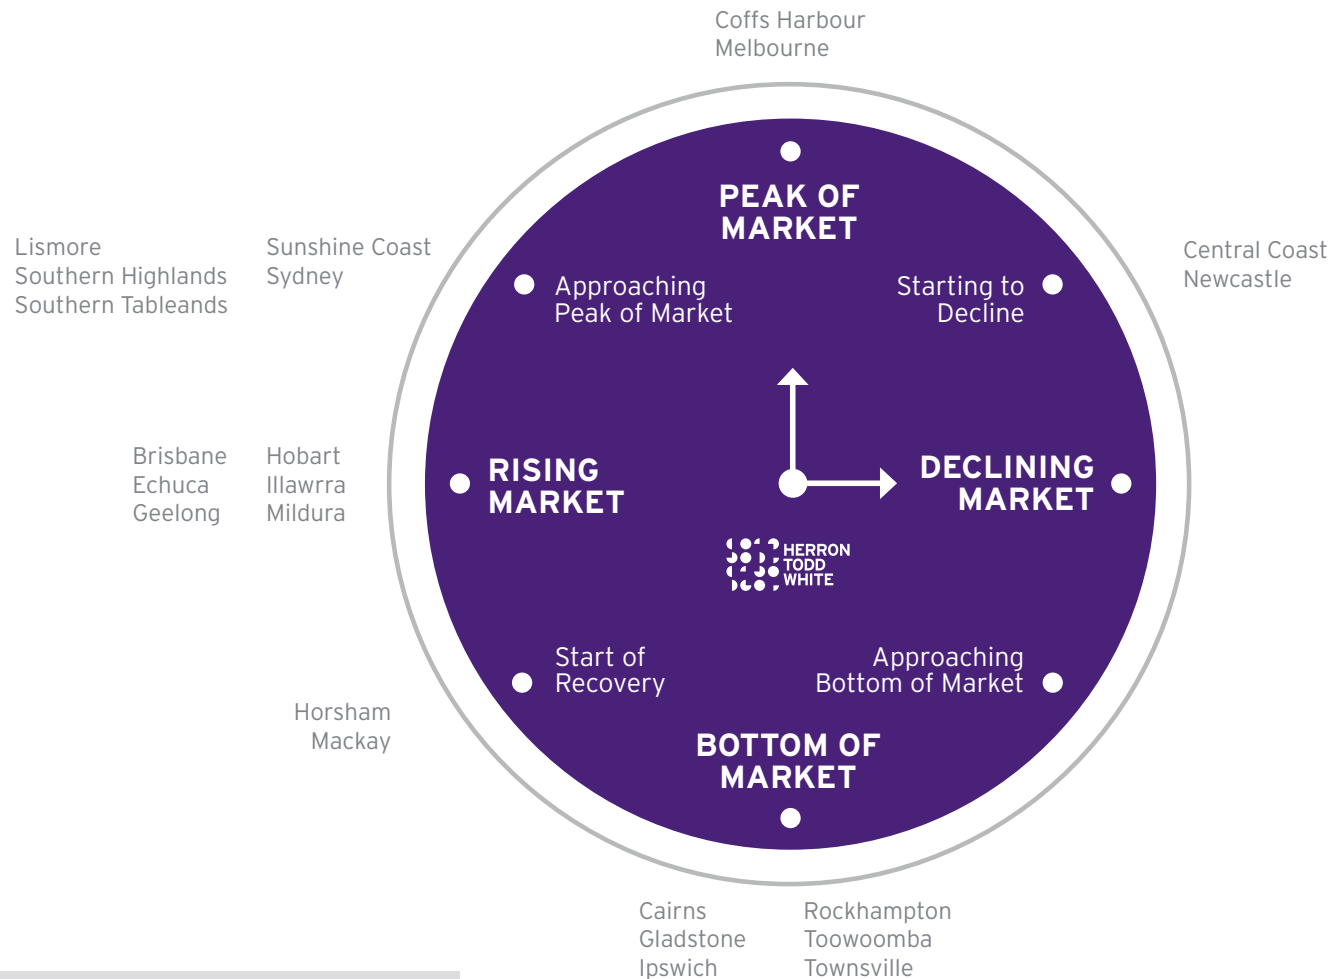 Coffs Harbour
Melbourne
PEAK OF
MARKET
Lismore
Southern Highlands
Southern Tableands
Sunshine Coast
Sydney
Approaching
Peak of Market
Starting to
Decline
Central Coast
Newcastle
Brisbane
Echuca
Geelong
Hobart
Illawrra
Mildura
RISING
MARKET
DECLINING
MARKET
HERRON
TODD
WHITE
Horsham
Mackay
Start of
Recovery
Approaching
Bottom of Market
BOTTOM OF
MARKET
Cairns
Gladstone
Ipswich
Rockhampton
Toowoomba
Townsville